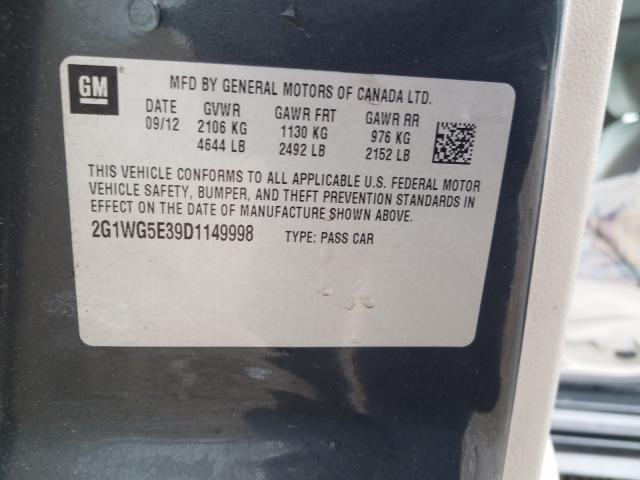 GM
MFD BY GENERAL MOTORS OF CANADA LTD.
DATE GVWR GAWR FRT GAWR RR
09/12 2106 KG 1130 KG 976 KG
4644 LB 2492 LB 2152 LB
THIS VEHICLE CONFORMS TO ALL APPLICABLE U.S. FEDERAL MOTOR
VEHICLE SAFETY, BUMPER, AND THEFT PREVENTION STANDARDS IN
EFFECT ON THE DATE OF MANUFACTURE SHOWN ABOVE.
2G1WG5E39D1149998 TYPE: PASS CAR